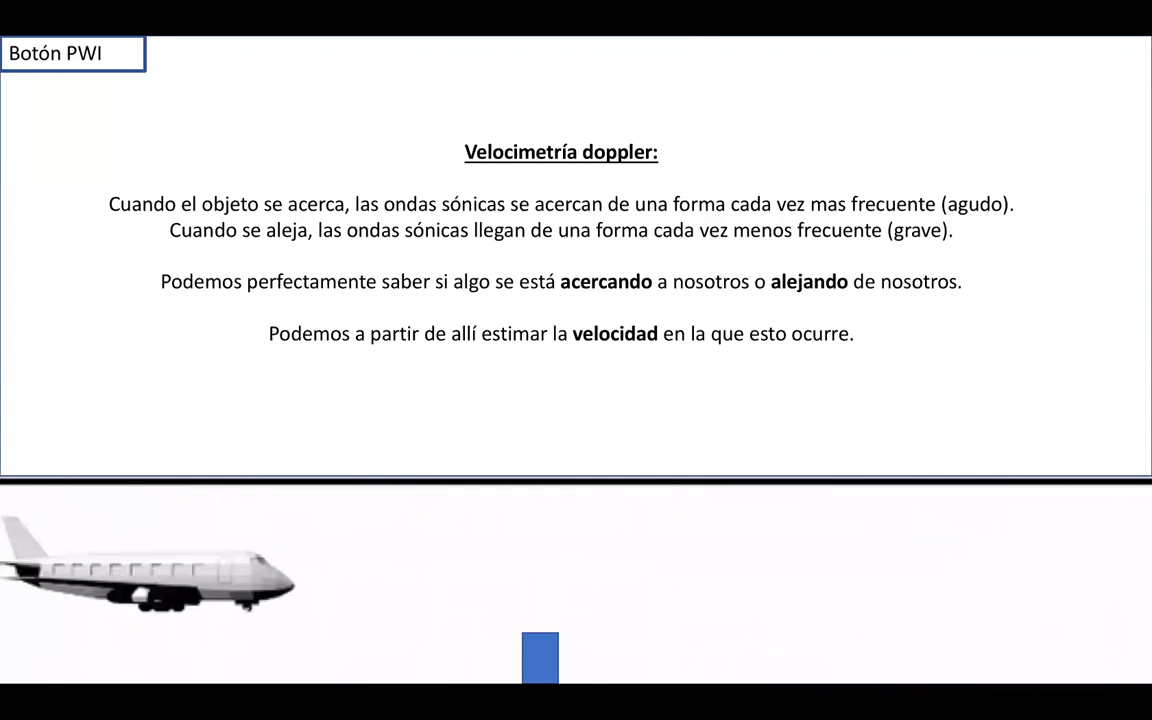 Botón PWI
Velocimetría doppler:
Cuando el objeto se acerca, las ondas sónicas se acercan de una forma cada vez mas frecuente (agudo).
Cuando se aleja, las ondas sónicas llegan de una forma cada vez menos frecuente (grave).
Podemos perfectamente saber si algo se está acercando a nosotros o alejando de nosotros.
Podemos a partir de allí estimar la velocidad en la que esto ocurre.